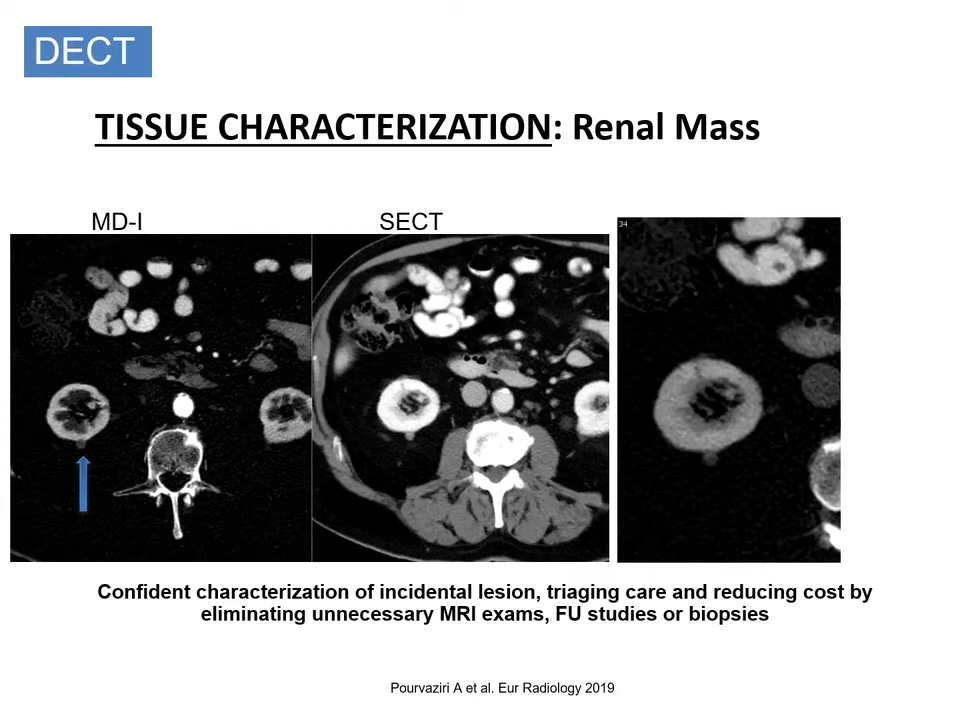 DECT
TISSUE CHARACTERIZATION: Renal Mass
MD-I
SECT
34
Confident characterization of incidental lesion, triaging care and reducing cost by
eliminating unnecessary MRI exams, FU studies or biopsies
Pourvaziri A et al. Eur Radiology 2019